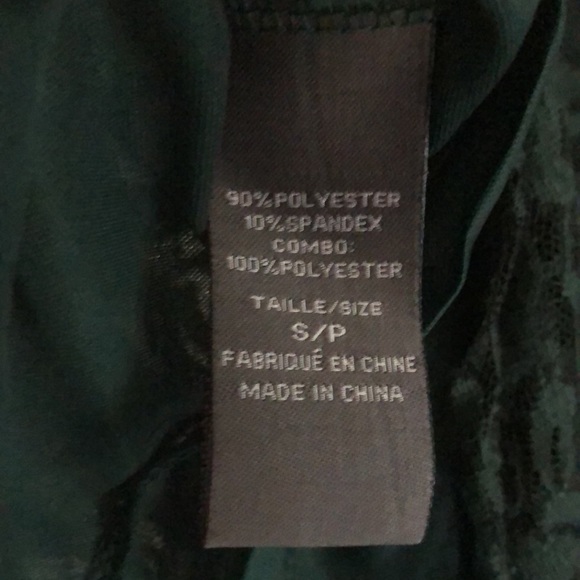 90%POLYESTER
10%SPANDEX
COMBO:
100%POLYESTER
TAILLE/SIZE
S/P
FABRIQUÉ EN CHINE
MADE IN CHINA